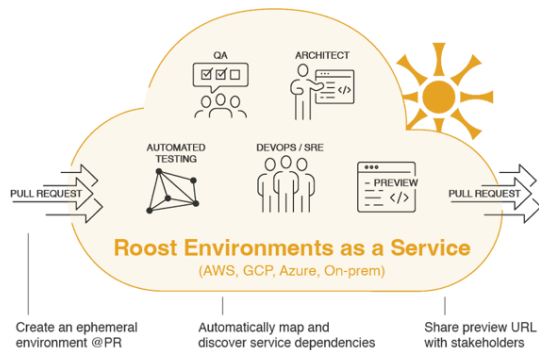 QA
ARCHITECT
</>
AUTOMATED
TESTING
DEVOPS / SRE
PREVIEW
</>
PULL REQUEST
PULL REQUEST
Roost Environments as a Service
(AWS, GCP, Azure, On-prem)
Create an ephemeral
environment @PR
Automatically map and
discover service dependencies
Share preview URL
with stakeholders